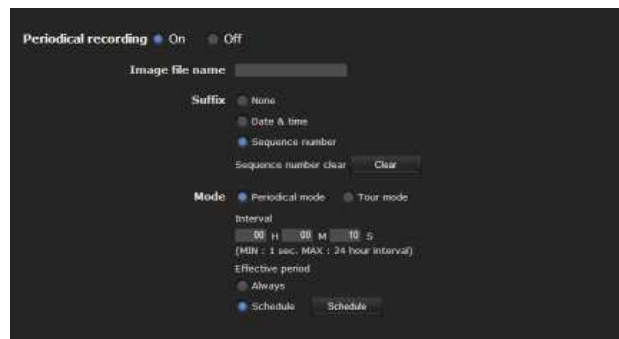 Periodical recording On Off
Image file name
Suffix None
Date & time
Sequence number
Sequence number clear Clear
Mode Periodical mode Tour mode
Interval
00 H 00 M 10 S
(MIN : 1 sec. MAX : 24 hour interval)
Effective period
Always
Schedule Schedule